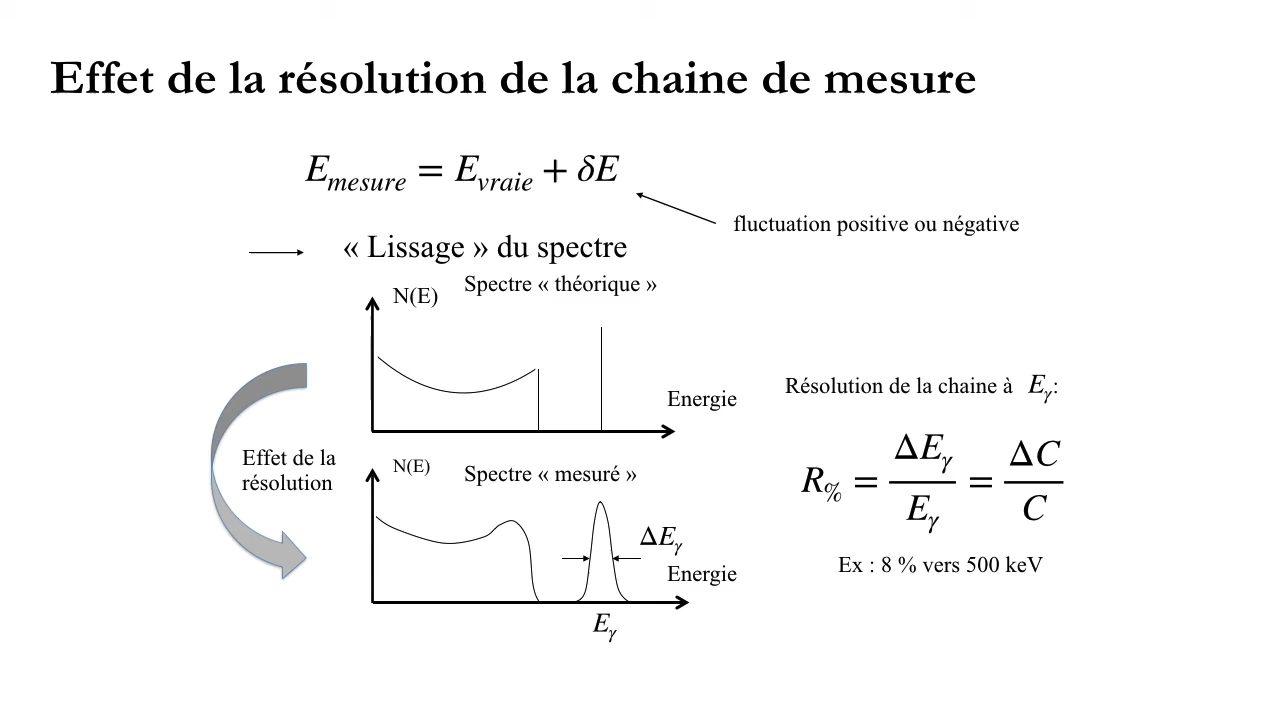 Effet de la résolution de la chaine de mesure
E_mesure = E_vraie + δE
fluctuation positive ou négative
« Lissage » du spectre
Spectre « théorique »
N(E)
Energie
Effet de la
résolution
N(E)
Spectre « mesuré »
ΔE_γ
Energie
E_γ
Résolution de la chaine à E_γ:
R_% = ΔE_γ / E_γ = ΔC / C
Ex : 8 % vers 500 keV